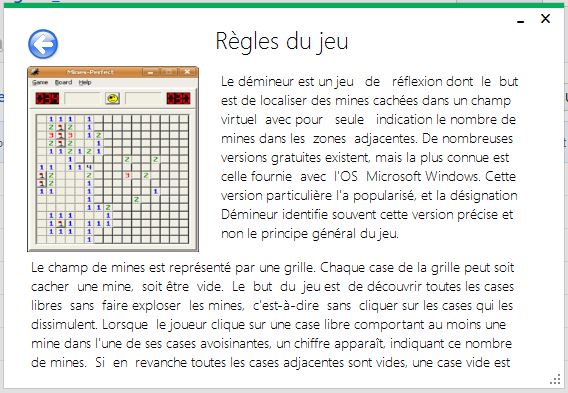 Règles du jeu
Mines-Perfect
Game Board Help
Le démineur est un jeu de réflexion dont le but
est de localiser des mines cachées dans un champ
virtuel avec pour seule indication le nombre de
mines dans les zones adjacentes. De nombreuses
versions gratuites existent, mais la plus connue est
celle fournie avec l'OS Microsoft Windows. Cette
version particulière l'a popularisé, et la désignation
Démineur identifie souvent cette version précise et
non le principe général du jeu.
Le champ de mines est représenté par une grille. Chaque case de la grille peut soit
cacher une mine, soit être vide. Le but du jeu est de découvrir toutes les cases
libres sans faire exploser les mines, c'est-à-dire sans cliquer sur les cases qui les
dissimulent. Lorsque le joueur clique sur une case libre comportant au moins une
mine dans l'une de ses cases avoisinantes, un chiffre apparaît, indiquant ce nombre
de mines. Si en revanche toutes les cases adjacentes sont vides, une case vide est